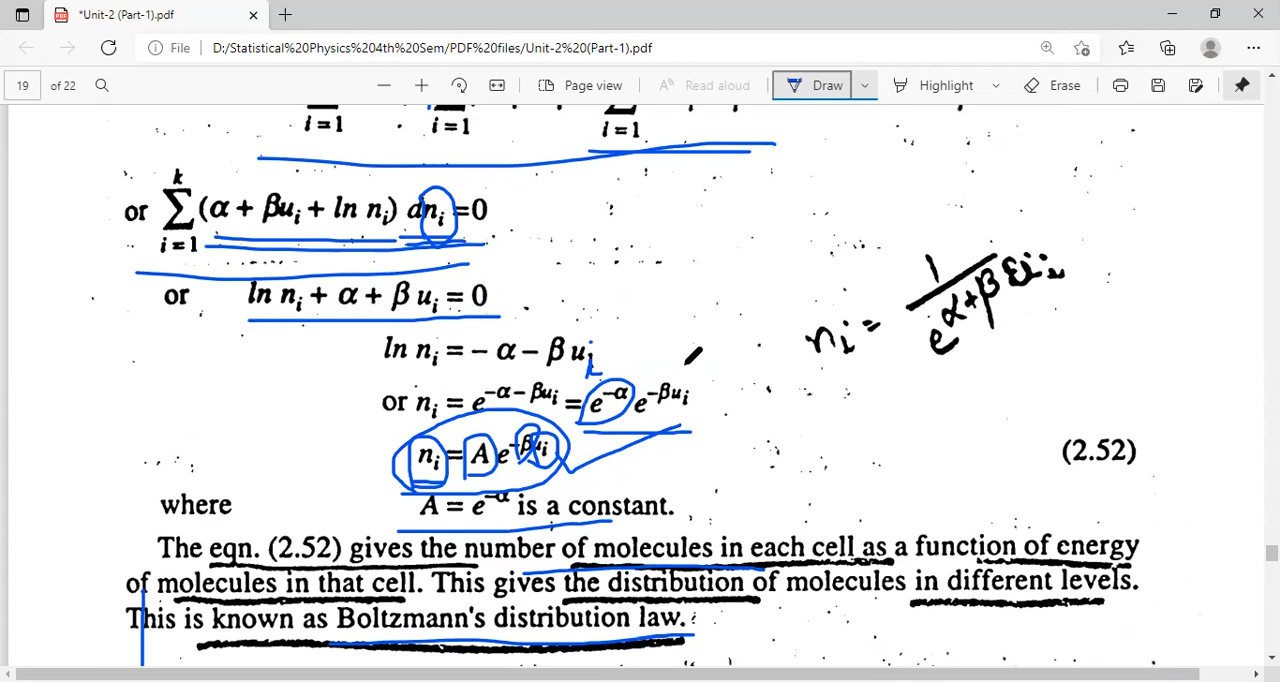 *Unit-2 (Part-1).pdf
File D:/Statistical%20Physics%204th%20Sem/PDF%20files/Unit-2%20(Part-1).pdf
19 of 22 Page view Read aloud Draw Highlight Erase
i=1 i=1 i=1
or ∑ᵢ₌₁ᵏ (α + βuᵢ + ln nᵢ) dnᵢ =0
or ln nᵢ + α + β uᵢ = 0
ln nᵢ = – α – β uᵢ
or nᵢ = e^(–α – βuᵢ) = e^(–α) e^(–βuᵢ)
nᵢ = 1 / e^(α+βεᵢ)
nᵢ = A e^(–βuᵢ) (2.52)
where A = e^(–α) is a constant.
The eqn. (2.52) gives the number of molecules in each cell as a function of energy
of molecules in that cell. This gives the distribution of molecules in different levels.
This is known as Boltzmann's distribution law.